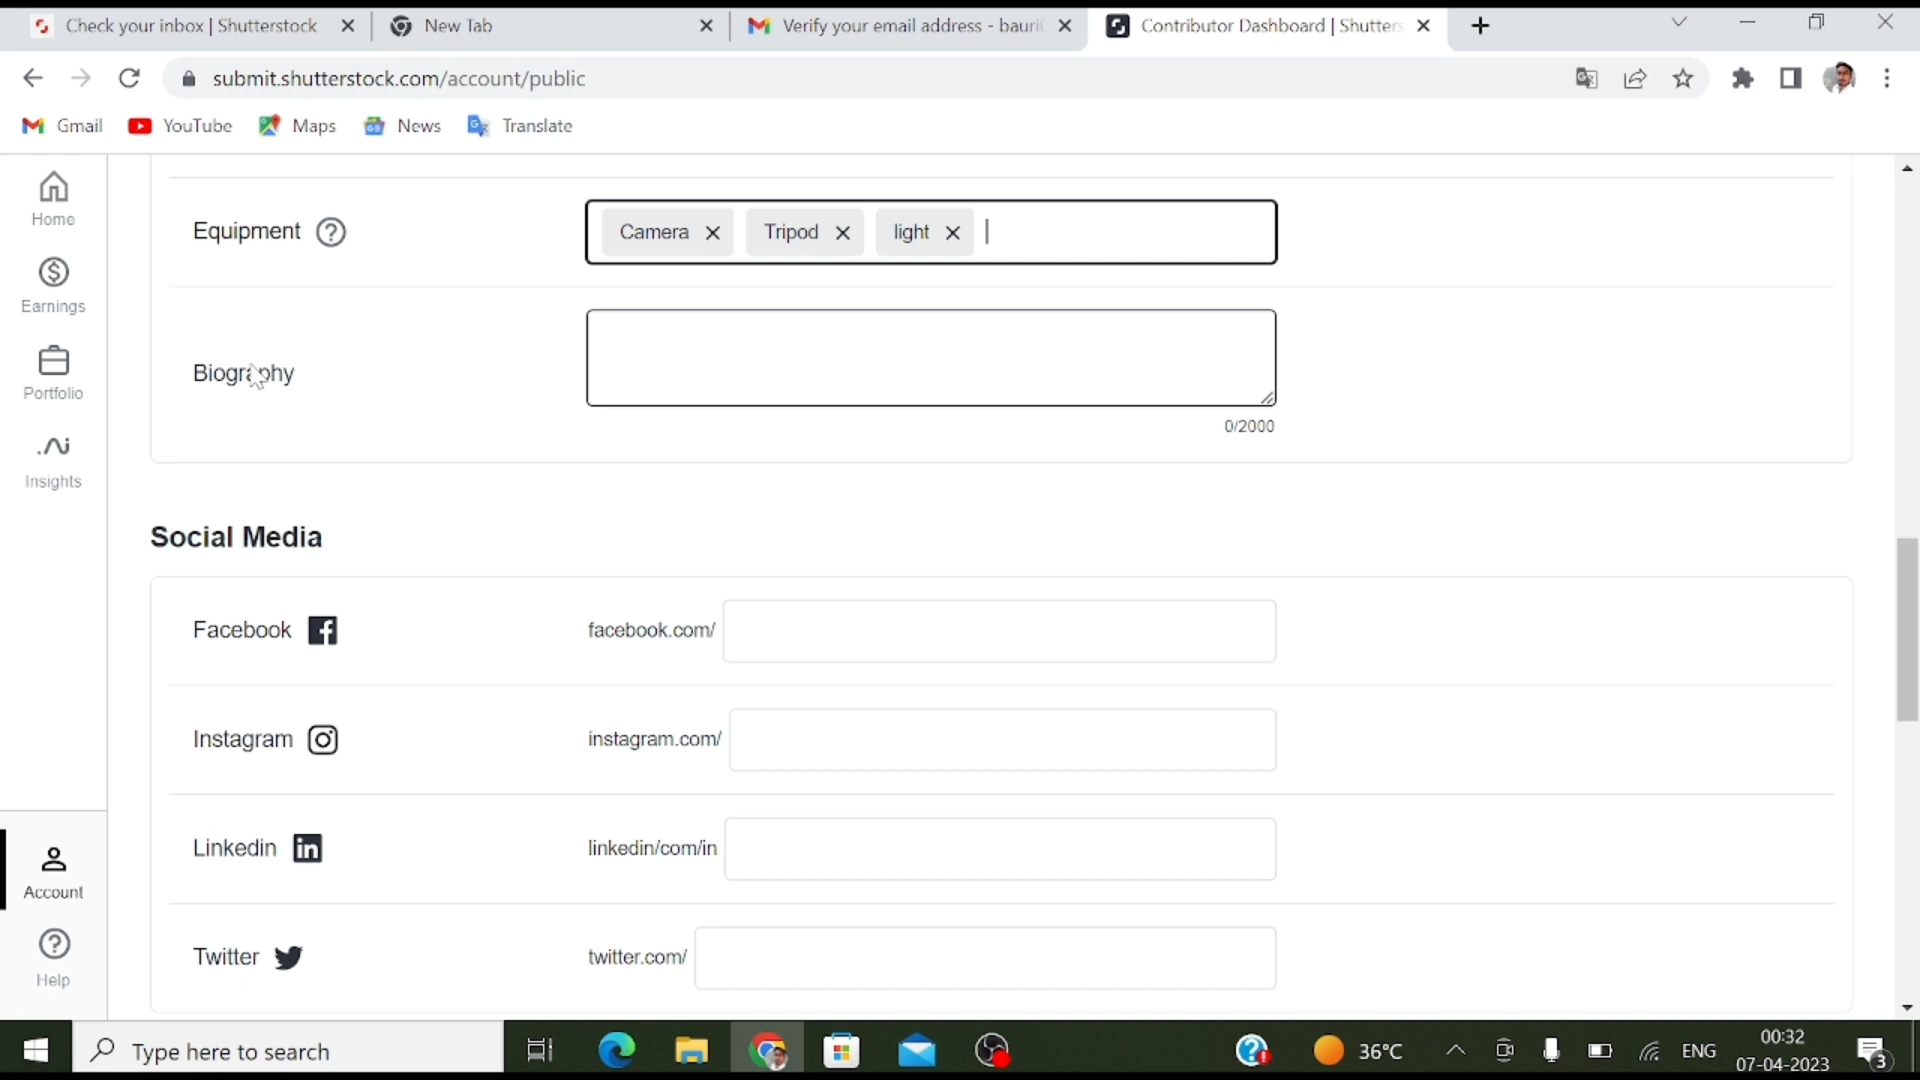 Check your inbox | Shutterstock
New Tab
Verify your email address - bauri
Contributor Dashboard | Shutters
submit.shutterstock.com/account/public
Gmail
YouTube
Maps
News
Translate
Home
Earnings
Portfolio
Insights
Account
Help
Equipment
Camera
Tripod
light
Biography
0/2000
Social Media
Facebook
facebook.com/
Instagram
instagram.com/
Linkedin
linkedin/com/in
Twitter
twitter.com/
Type here to search
36°C
ENG
00:32
07-04-2023
3